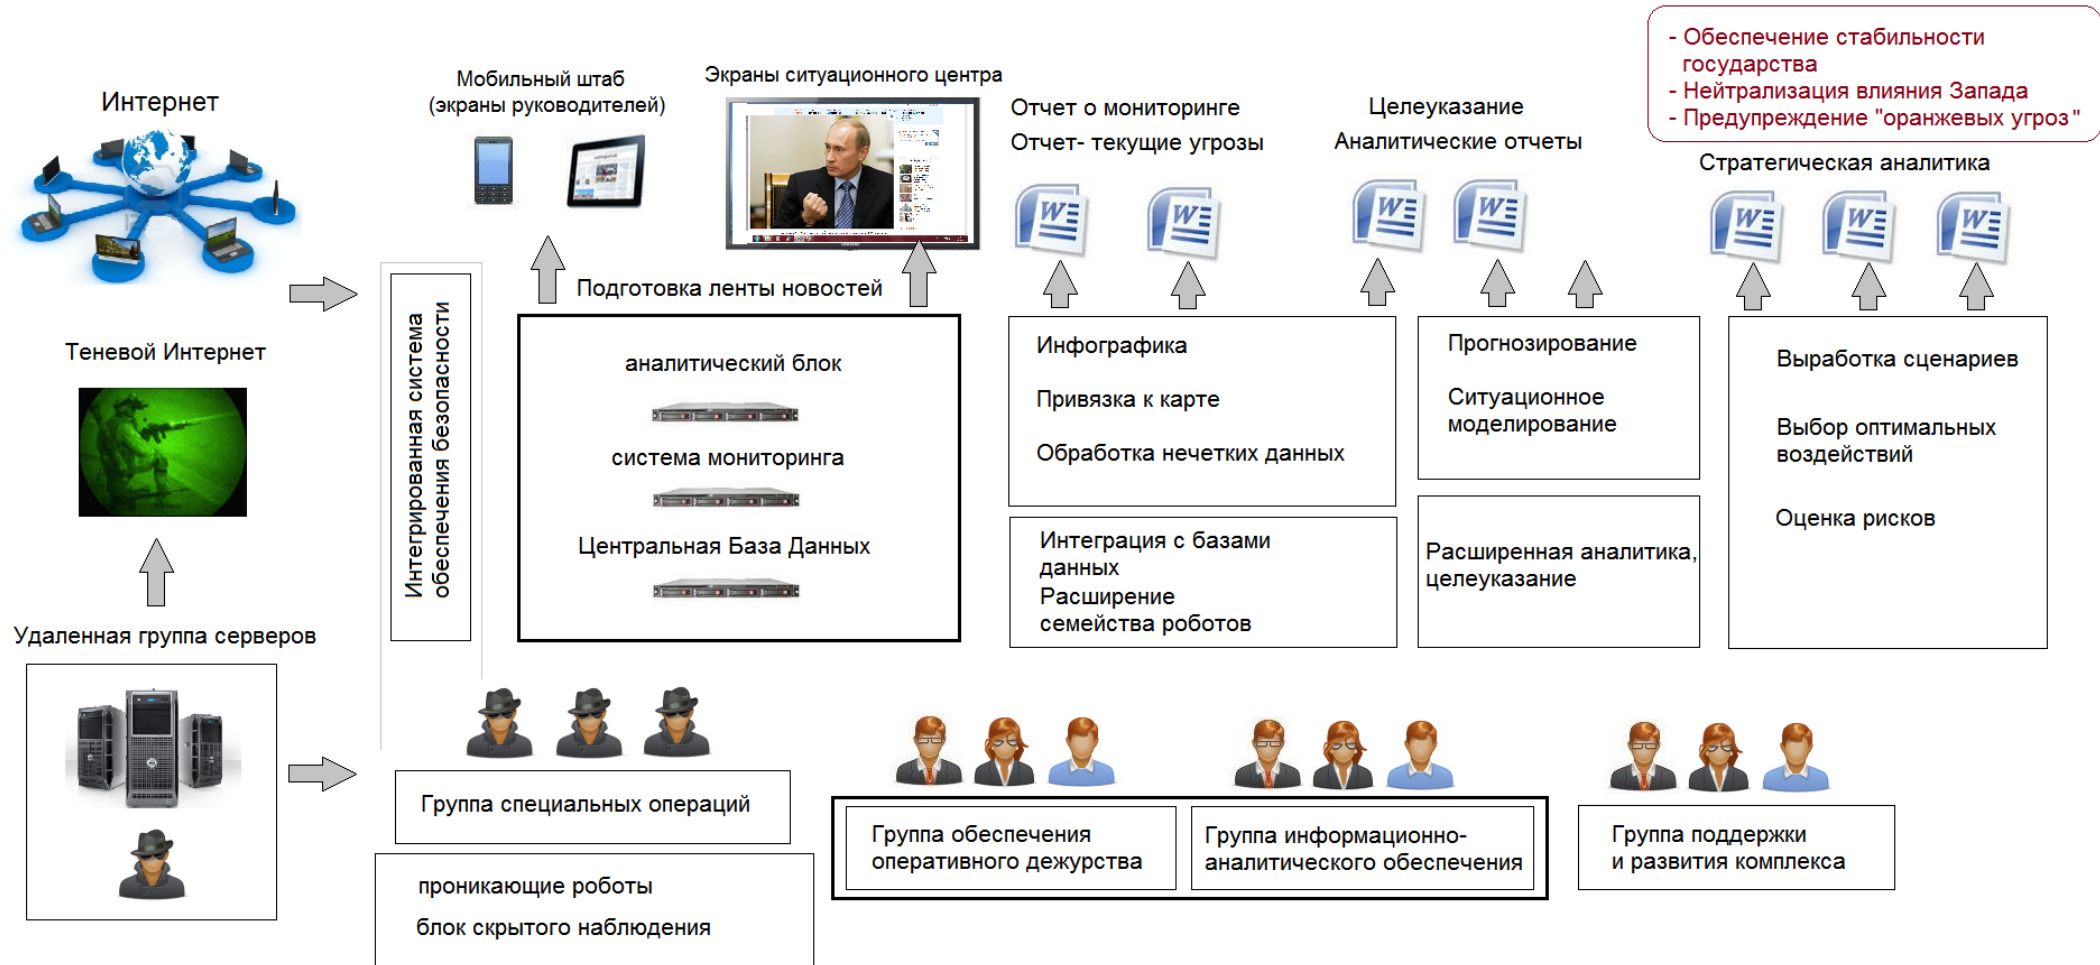 - Обеспечение стабильности
государства
- Нейтрализация влияния Запада
- Предупреждение "оранжевых угроз"
Интернет
Мобильный штаб
(экраны руководителей)
Экраны ситуационного центра
Отчет о мониторинге
Отчет- текущие угрозы
Целеуказание
Аналитические отчеты
Стратегическая аналитика
W
W
W
W
W
W
W
Теневой Интернет
Интегрированная система
обеспечения безопасности
Подготовка ленты новостей
аналитический блок
система мониторинга
Центральная База Данных
Инфографика
Привязка к карте
Обработка нечетких данных
Интеграция с базами
данных
Расширение
семейства роботов
Прогнозирование
Ситуационное
моделирование
Расширенная аналитика,
целеуказание
Выработка сценариев
Выбор оптимальных
воздействий
Оценка рисков
Удаленная группа серверов
Группа специальных операций
проникающие роботы
блок скрытого наблюдения
Группа обеспечения
оперативного дежурства
Группа информационно-
аналитического обеспечения
Группа поддержки
и развития комплекса